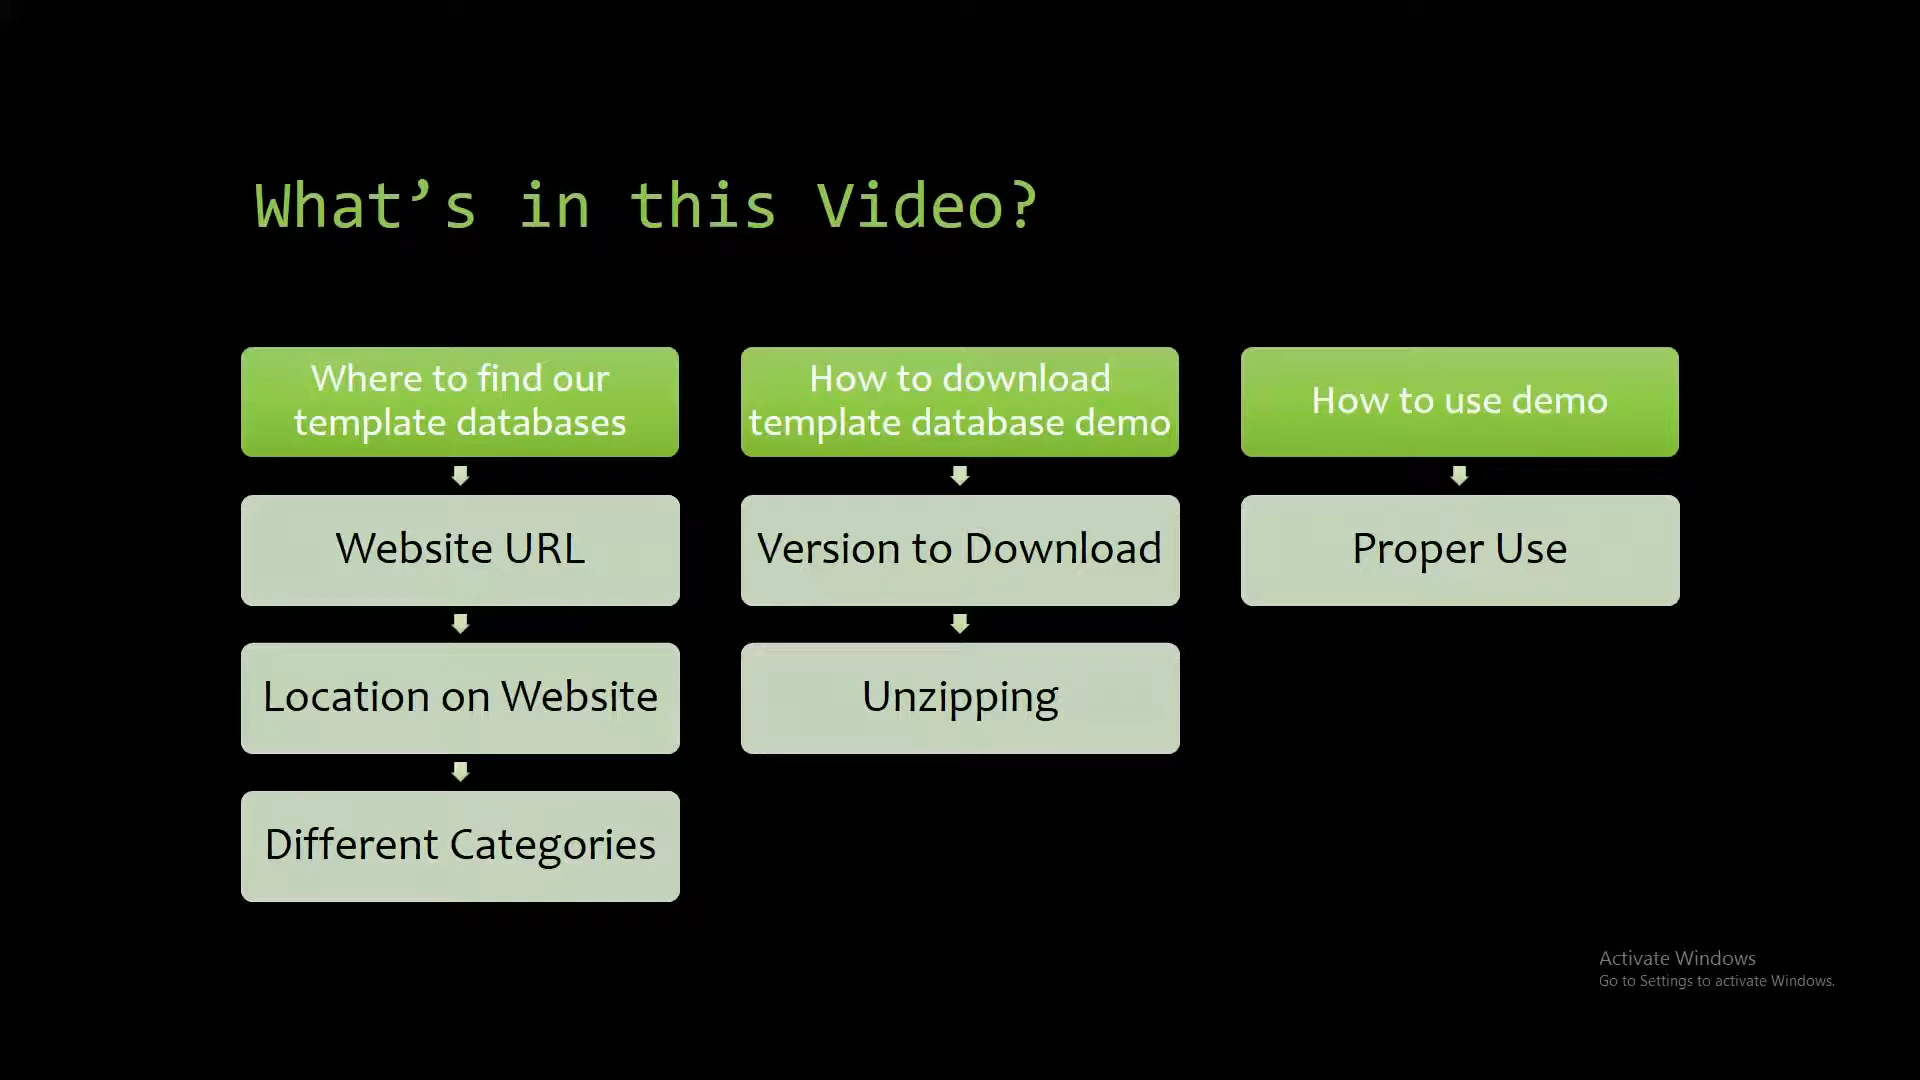 What’s in this Video?
Where to find our
template databases
Website URL
Location on Website
Different Categories
How to download
template database demo
Version to Download
Unzipping
How to use demo
Proper Use
Activate Windows
Go to Settings to activate Windows.